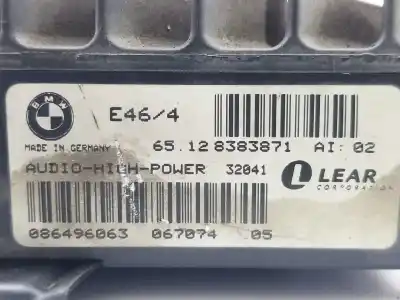 BMW
E46/4
MADE IN GERMANY
65.12 8383871 AI: 02
AUDIO-HIGH-POWER 32041
LEAR
CORPORATION
086496063 067074 05